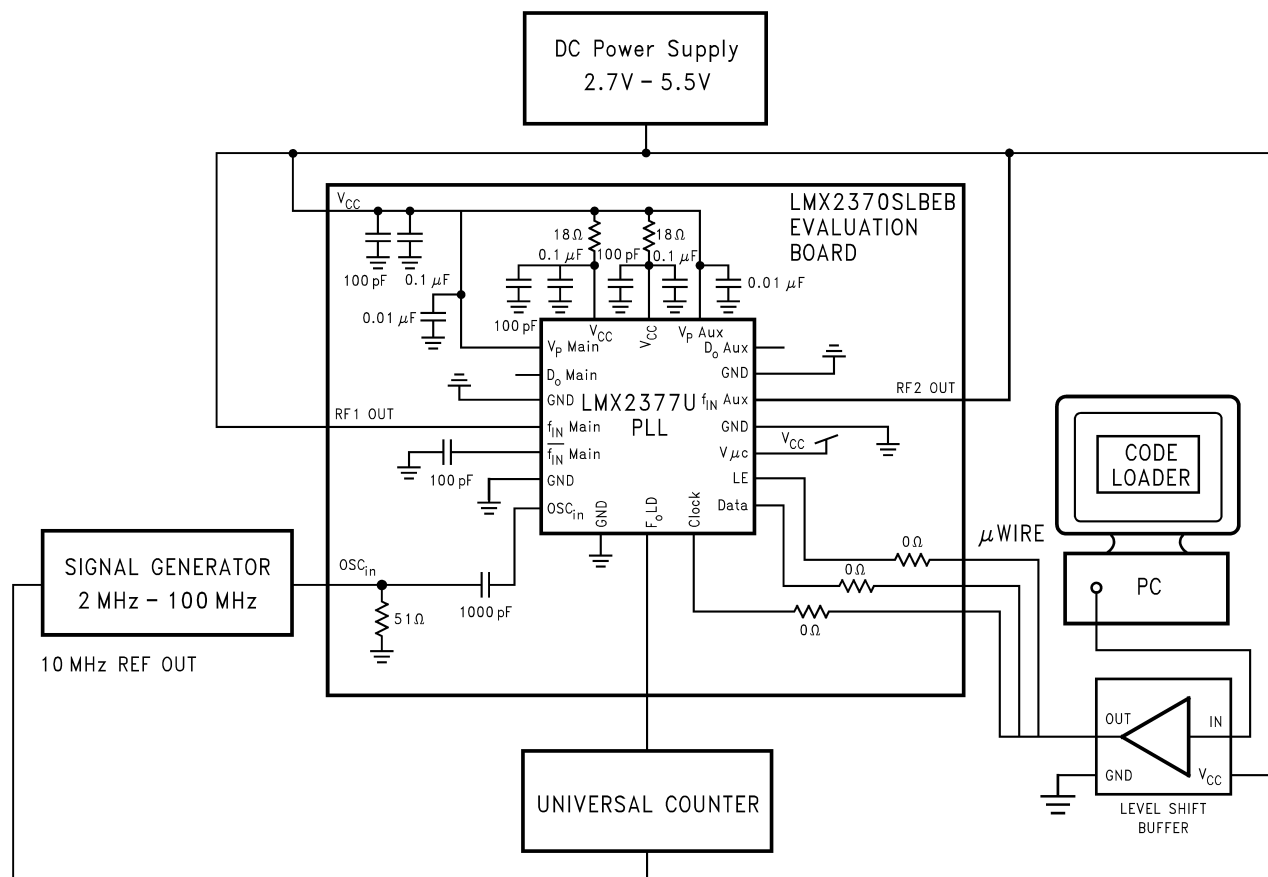 DC Power Supply
2.7V – 5.5V
LMX2370SLBEB
EVALUATION
BOARD
VCC
18Ω
18Ω
0.1 μF
100 pF
0.1 μF
100 pF
0.1 μF
0.01 μF
0.01 μF
100 pF
VCC
VCC
VP Aux
VP Main
Do Aux
Do Main
GND
GND
LMX2377U
PLL
fIN Aux
RF2 OUT
RF1 OUT
fIN Main
GND
VCC
fIN Main
Vμc
100 pF
GND
LE
OSCin
GND
FoLD
Clock
Data
CODE
LOADER
μWIRE
PC
SIGNAL GENERATOR
2 MHz – 100 MHz
10 MHz REF OUT
OSCin
51Ω
1000 pF
0Ω
0Ω
0Ω
OUT
IN
GND
VCC
LEVEL SHIFT
BUFFER
UNIVERSAL COUNTER